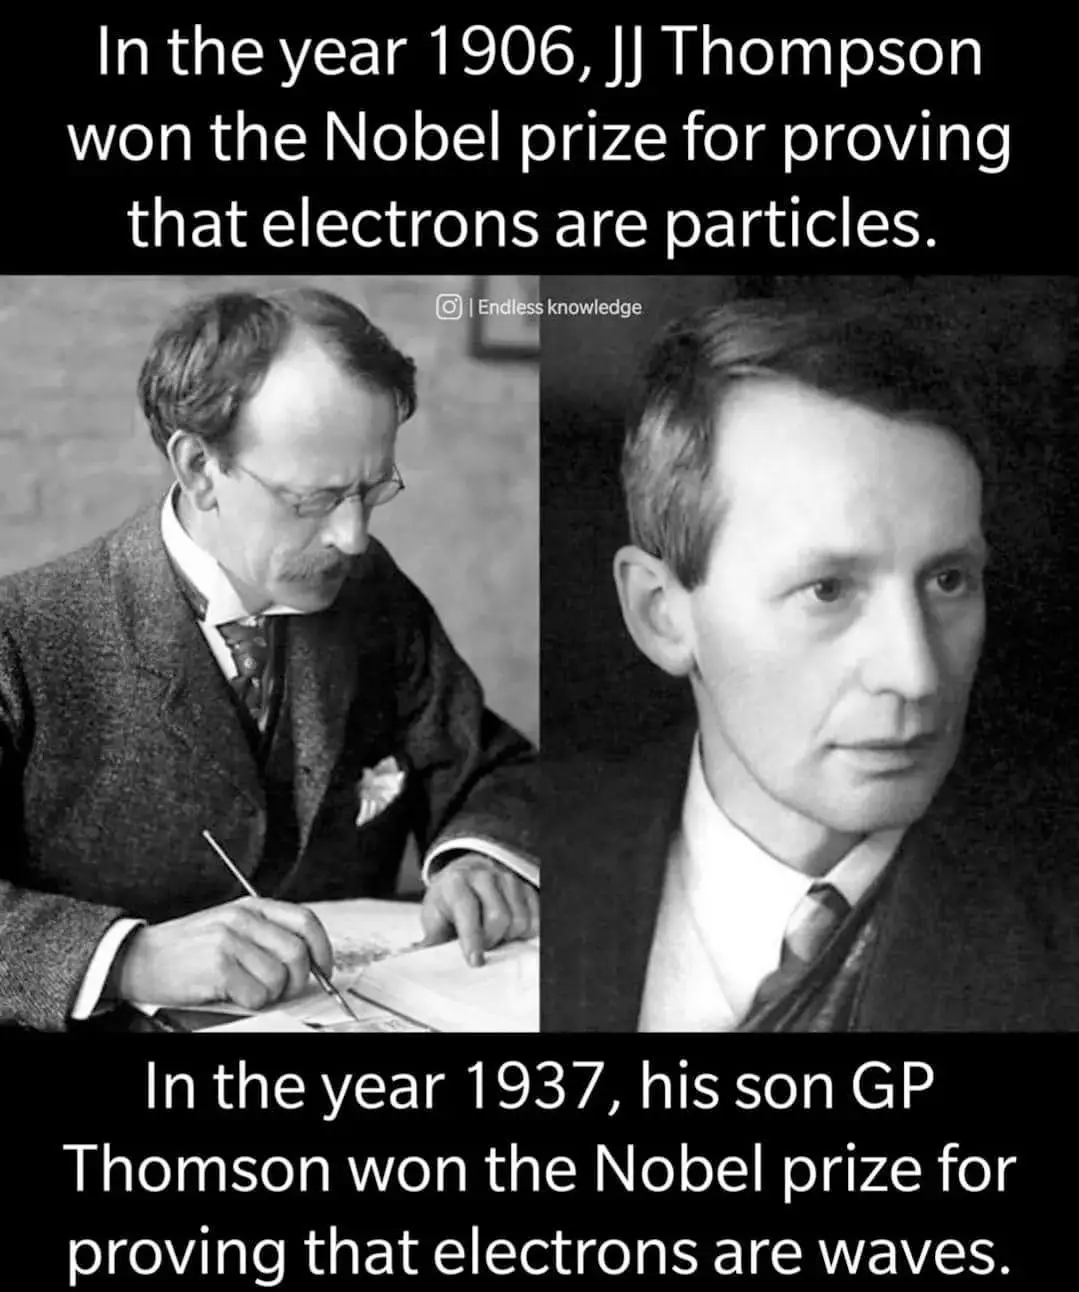 In the year 1906, JJ Thompson
won the Nobel prize for proving
that electrons are particles.
| Endless knowledge
In the year 1937, his son GP
Thomson won the Nobel prize for
proving that electrons are waves.